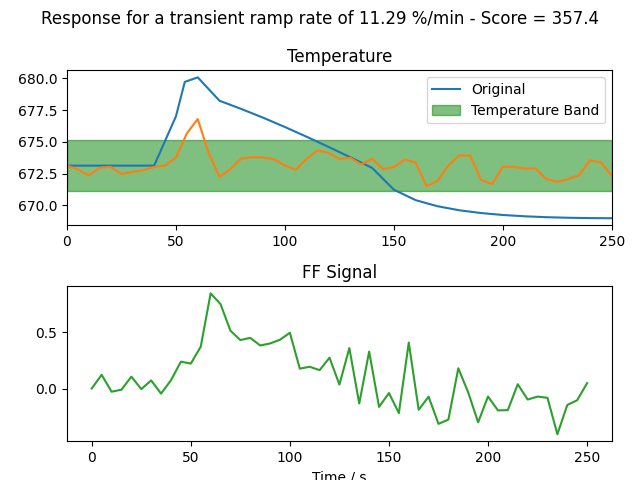 Response for a transient ramp rate of 11.29 %/min - Score = 357.4
Temperature
680.0
677.5
675.0
672.5
670.0
Original
Temperature Band
0 50 100 150 200 250
FF Signal
0.5
0.0
0 50 100 150 200 250
Time / s